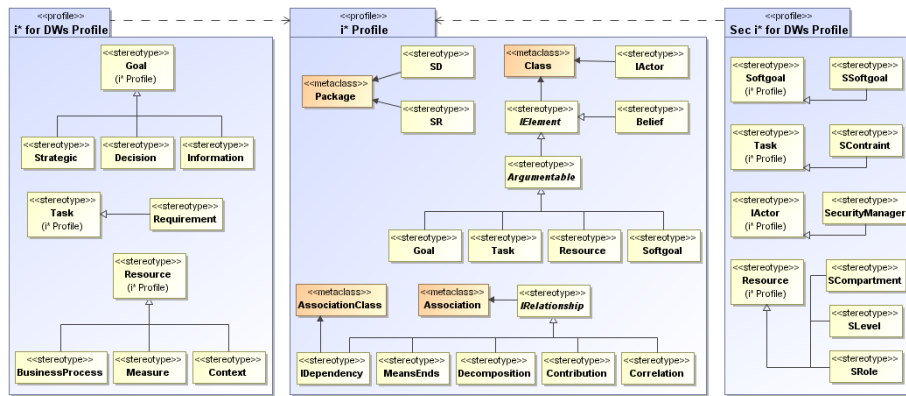 <<profile>>
i* for DWs Profile
<<stereotype>>
Goal
(i* Profile)
<<stereotype>>
Strategic
<<stereotype>>
Decision
<<stereotype>>
Information
<<stereotype>>
Task
(i* Profile)
<<stereotype>>
Requirement
<<stereotype>>
Resource
(i* Profile)
<<stereotype>>
BusinessProcess
<<stereotype>>
Measure
<<stereotype>>
Context
<<profile>>
i* Profile
<<metaclass>>
Package
<<stereotype>>
SD
<<stereotype>>
SR
<<metaclass>>
Class
<<stereotype>>
IActor
<<stereotype>>
IElement
<<stereotype>>
Belief
<<stereotype>>
Argumentable
<<stereotype>>
Goal
<<stereotype>>
Task
<<stereotype>>
Resource
<<stereotype>>
Softgoal
<<metaclass>>
AssociationClass
<<metaclass>>
Association
<<stereotype>>
IRelationship
<<stereotype>>
IDependency
<<stereotype>>
MeansEnds
<<stereotype>>
Decomposition
<<stereotype>>
Contribution
<<stereotype>>
Correlation
<<profile>>
Sec i* for DWs Profile
<<stereotype>>
Softgoal
(i* Profile)
<<stereotype>>
SSoftgoal
<<stereotype>>
Task
(i* Profile)
<<stereotype>>
SContraint
<<stereotype>>
IActor
(i* Profile)
<<stereotype>>
SecurityManager
<<stereotype>>
Resource
(i* Profile)
<<stereotype>>
SCompartment
<<stereotype>>
SLevel
<<stereotype>>
SRole